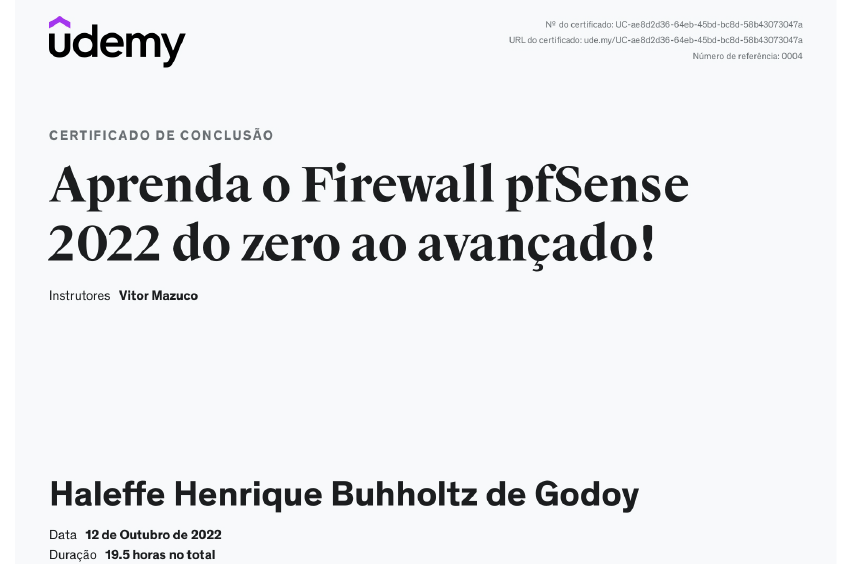 udemy
Nº do certificado: UC-ae8d2d36-64eb-45bd-bc8d-58b43073047a
URL do certificado: ude.my/UC-ae8d2d36-64eb-45bd-bc8d-58b43073047a
Número de referência: 0004
CERTIFICADO DE CONCLUSÃO
Aprenda o Firewall pfSense
2022 do zero ao avançado!
Instrutores Vitor Mazuco
Haleffe Henrique Buhholtz de Godoy
Data 12 de Outubro de 2022
Duração 19.5 horas no total